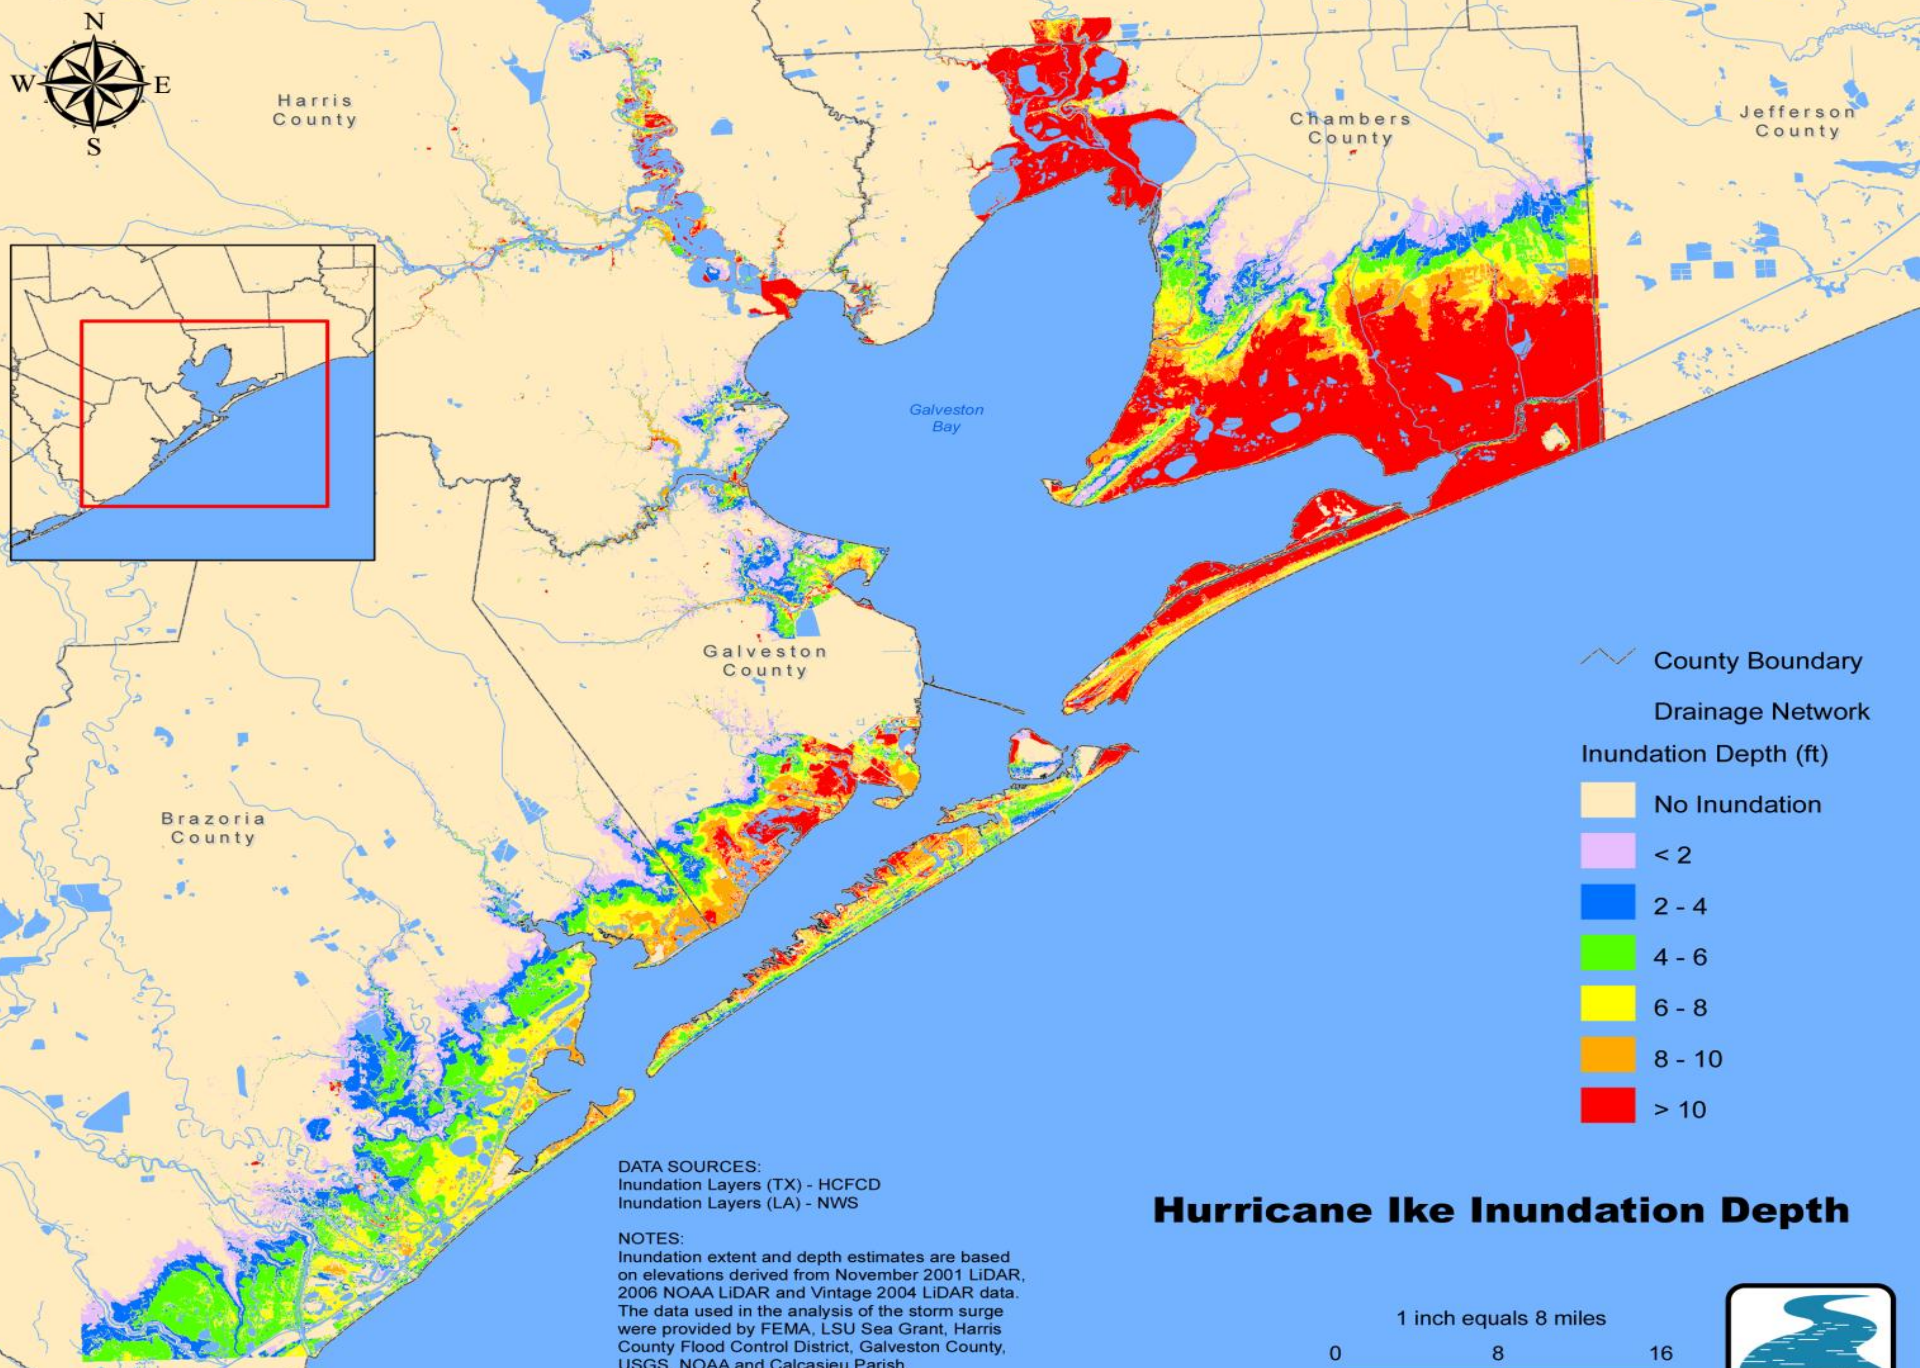 N
W
E
S
Harris
County
Chambers
County
Jefferson
County
Galveston
Bay
Galveston
County
Brazoria
County
County Boundary
Drainage Network
Inundation Depth (ft)
No Inundation
< 2
2 - 4
4 - 6
6 - 8
8 - 10
> 10
DATA SOURCES:
Inundation Layers (TX) - HCFCD
Inundation Layers (LA) - NWS
NOTES:
Inundation extent and depth estimates are based
on elevations derived from November 2001 LiDAR,
2006 NOAA LiDAR and Vintage 2004 LiDAR data.
The data used in the analysis of the storm surge
were provided by FEMA, LSU Sea Grant, Harris
County Flood Control District, Galveston County,
USGS, NOAA and Calcasieu Parish
Hurricane Ike Inundation Depth
1 inch equals 8 miles
0 8 16